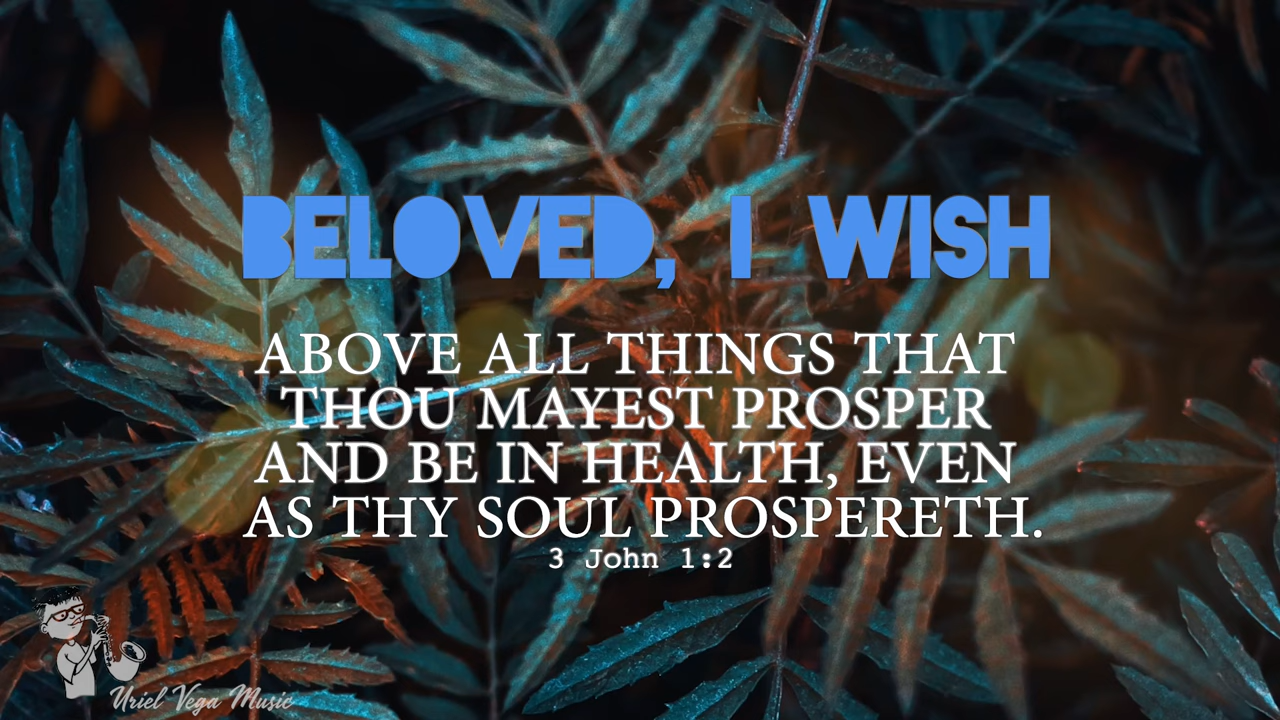 BELOVED, I WISH
ABOVE ALL THINGS THAT
THOU MAYEST PROSPER
AND BE IN HEALTH, EVEN
AS THY SOUL PROSPERETH.
3 John 1:2
Uriel Vega Music